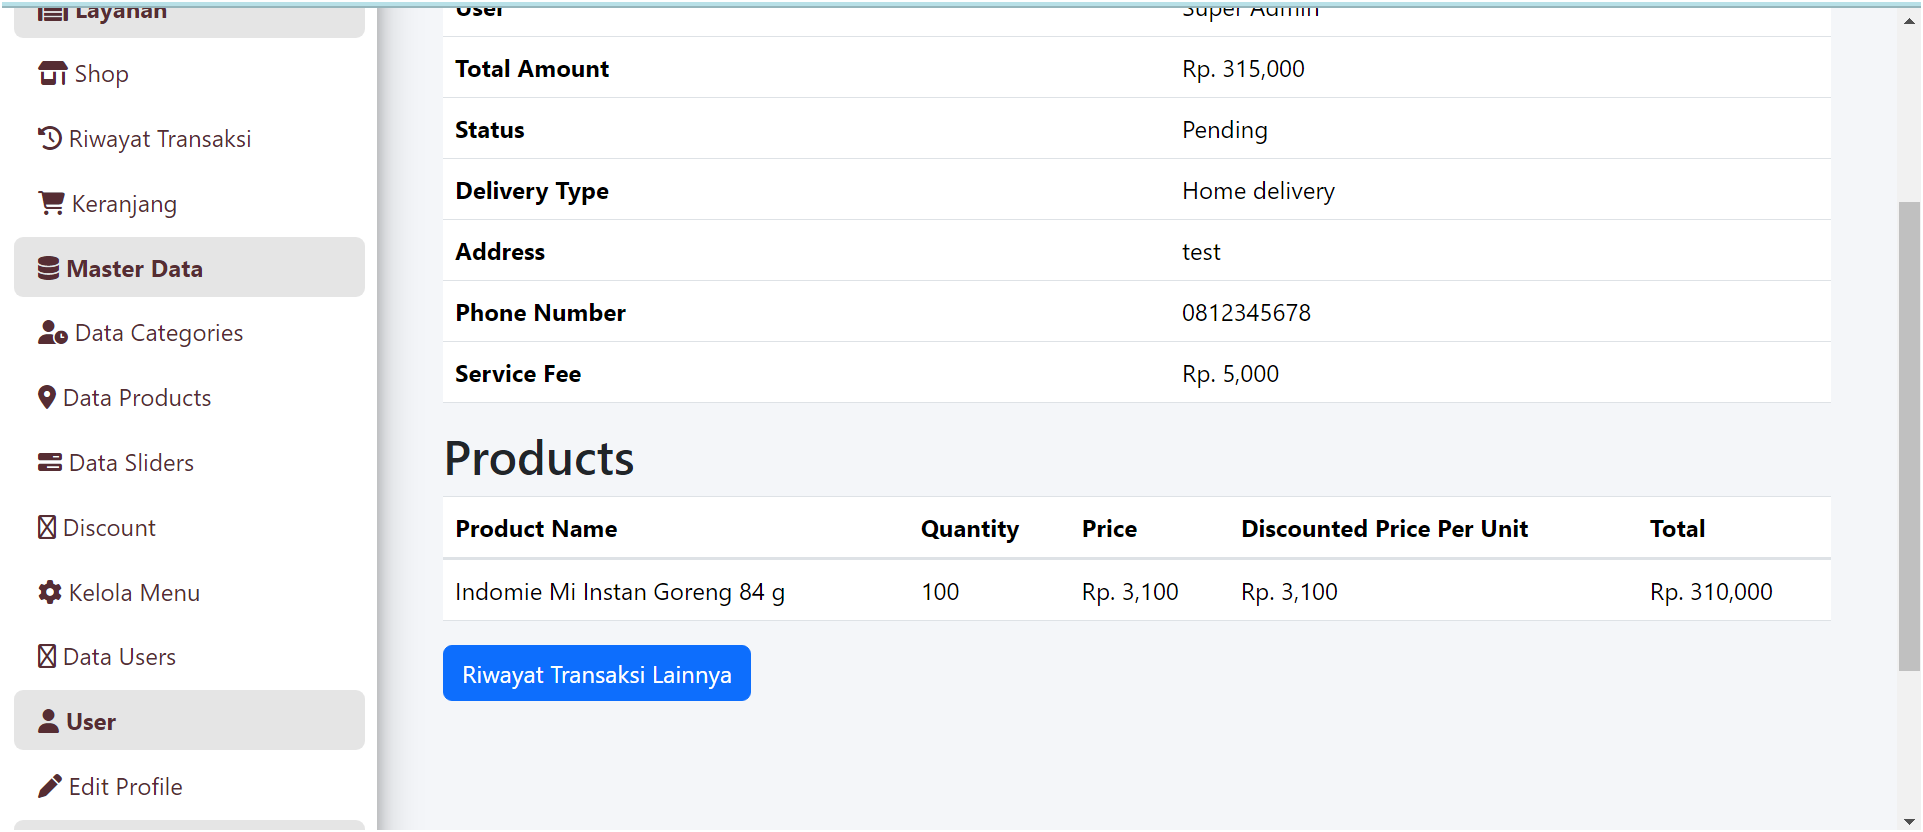 Layanan
Shop
Riwayat Transaksi
Keranjang
Master Data
Data Categories
Data Products
Data Sliders
Discount
Kelola Menu
Data Users
User
Edit Profile
User Super Admin
Total Amount Rp. 315,000
Status Pending
Delivery Type Home delivery
Address test
Phone Number 0812345678
Service Fee Rp. 5,000
Products
Product Name Quantity Price Discounted Price Per Unit Total
Indomie Mi Instan Goreng 84 g 100 Rp. 3,100 Rp. 3,100 Rp. 310,000
Riwayat Transaksi Lainnya